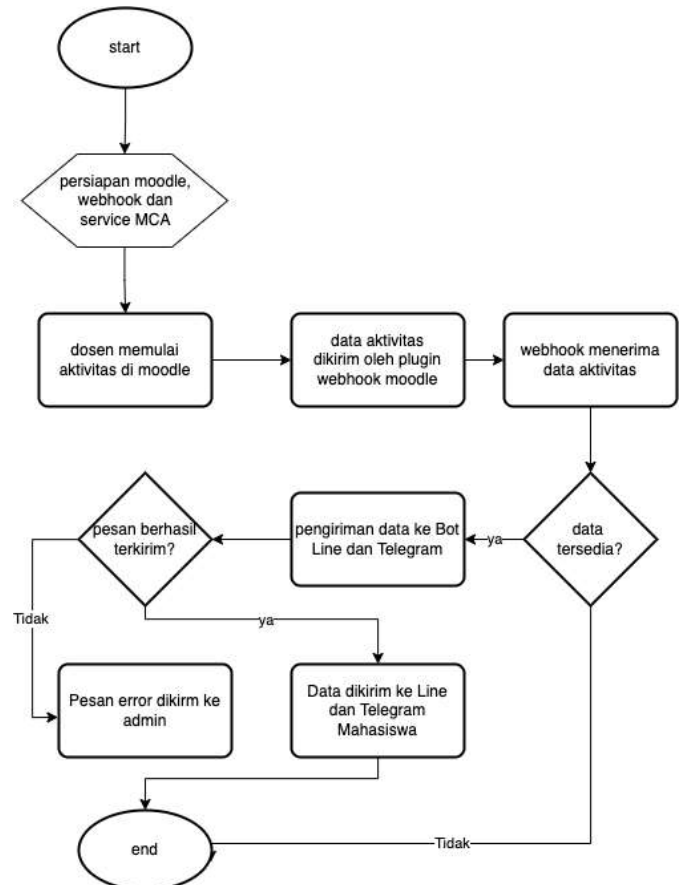 start
persiapan moodle,
webhook dan
service MCA
dosen memulai
aktivitas di moodle
data aktivitas
dikirim oleh plugin
webhook moodle
webhook menerima
data aktivitas
data
tersedia?
ya
pengiriman data ke Bot
Line dan Telegram
pesan berhasil
terkirim?
Tidak
ya
Pesan error dikirm ke
admin
Data dikirim ke Line
dan Telegram
Mahasiswa
Tidak
end